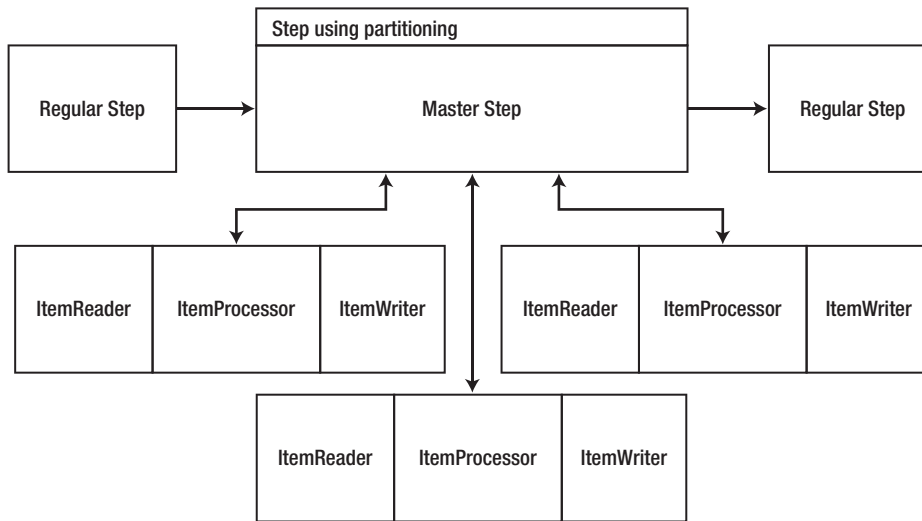 Step using partitioning
Regular Step
Master Step
Regular Step
ItemReader
ItemProcessor
ItemWriter
ItemReader
ItemProcessor
ItemWriter
ItemReader
ItemProcessor
ItemWriter